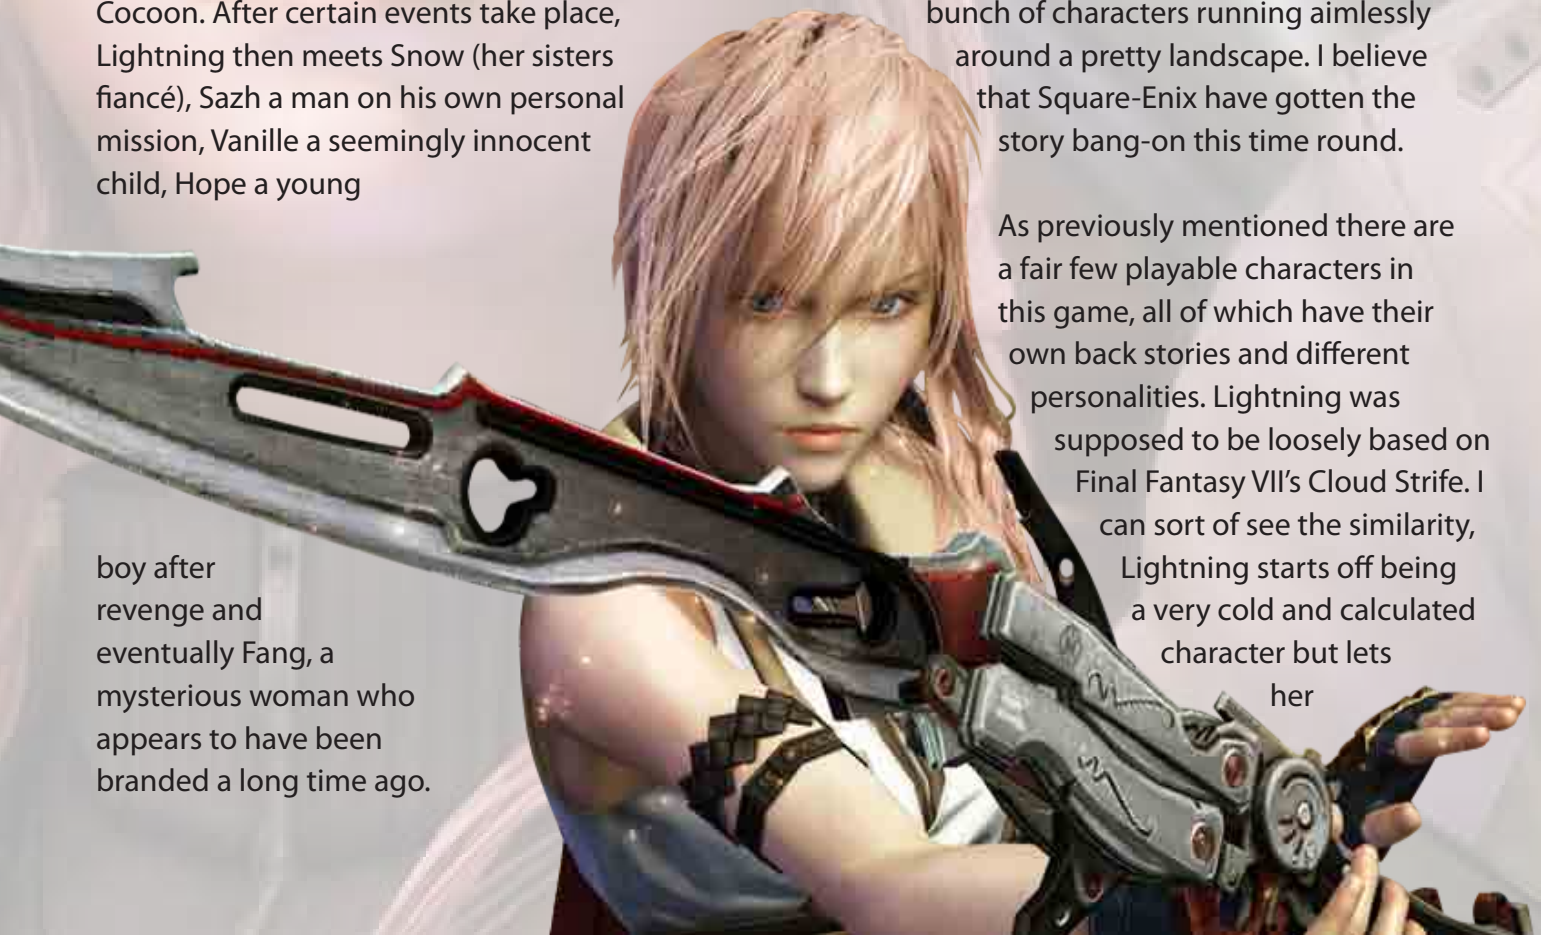 Cocoon. After certain events take place,
Lightning then meets Snow (her sisters
fiancé), Sazh a man on his own personal
mission, Vanille a seemingly innocent
child, Hope a young
boy after
revenge and
eventually Fang, a
mysterious woman who
appears to have been
branded a long time ago.
bunch of characters running aimlessly
around a pretty landscape. I believe
that Square-Enix have gotten the
story bang-on this time round.
As previously mentioned there are
a fair few playable characters in
this game, all of which have their
own back stories and different
personalities. Lightning was
supposed to be loosely based on
Final Fantasy VII’s Cloud Strife. I
can sort of see the similarity,
Lightning starts off being
a very cold and calculated
character but lets
her